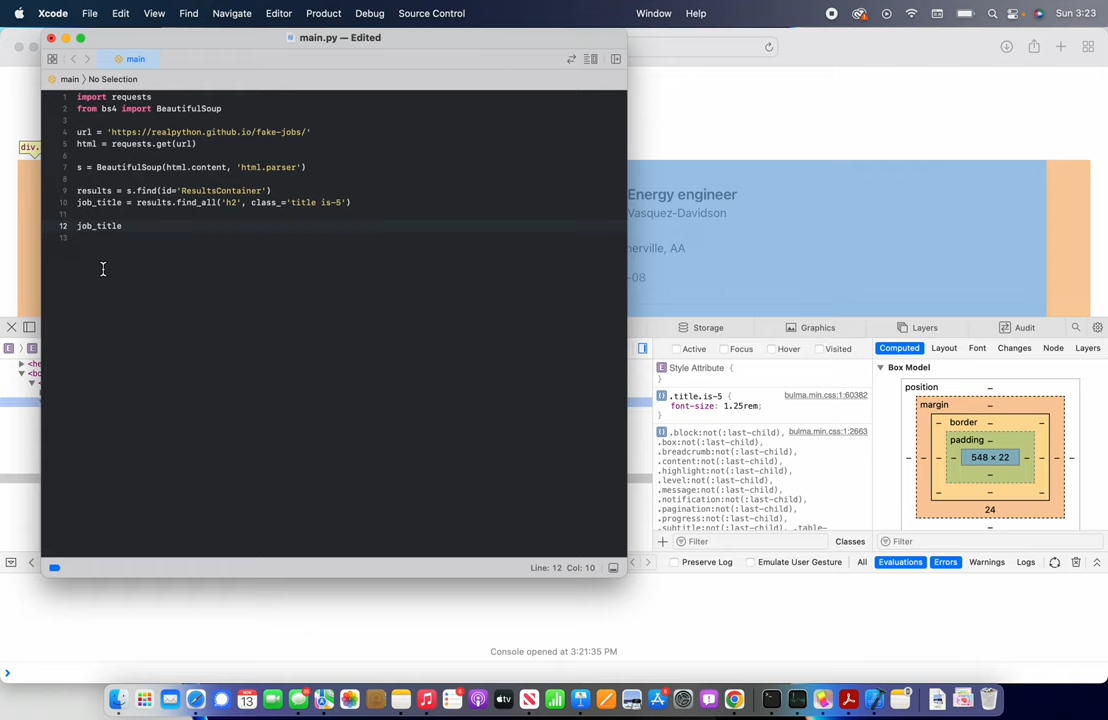 Xcode File Edit View Find Navigate Editor Product Debug Source Control Window Help Sun 3:23
main.py — Edited
main
main No Selection
1 import requests
2 from bs4 import BeautifulSoup
3
4 url = 'https://realpython.github.io/fake-jobs/'
5 html = requests.get(url)
6
7 s = BeautifulSoup(html.content, 'html.parser')
8
9 results = s.find(id='ResultsContainer')
10 job_title = results.find_all('h2', class_='title is-5')
11
12 job_title
13
Line: 12 Col: 10
div.
Energy engineer
Vasquez-Davidson
herville, AA
-08
Storage Graphics Layers Audit
Active Focus Hover Visited
Computed Layout Font Changes Node Layers
E Style Attribute {
}
.title.is-5 { bulma.min.css:1:60382
font-size: 1.25rem;
}
.block:not(:last-child), bulma.min.css:1:2663
.box:not(:last-child),
.breadcrumb:not(:last-child),
.content:not(:last-child),
.highlight:not(:last-child),
.level:not(:last-child),
.message:not(:last-child),
.notification:not(:last-child),
.pagination:not(:last-child),
.progress:not(:last-child),
.subtitle:not(:last-child), .table-
Box Model
position –
margin –
border –
padding –
548 × 22
24
Filter Classes Filter
Preserve Log Emulate User Gesture All Evaluations Errors Warnings Logs
Console opened at 3:21:35 PM
NOV
13